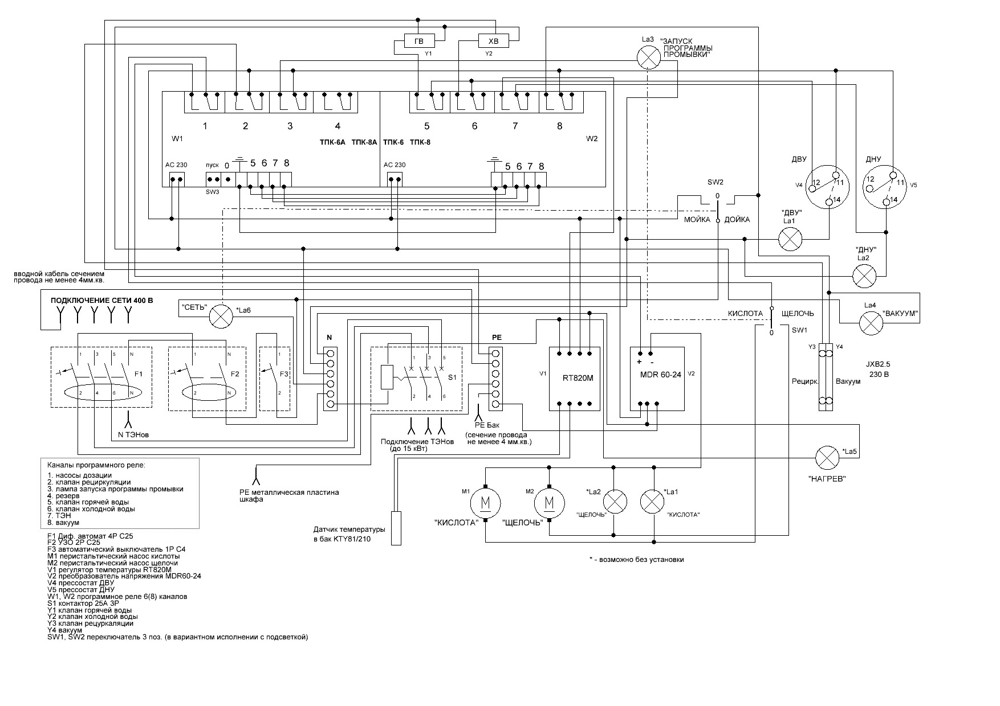 La3
"ЗАПУСК
ПРОГРАММЫ
ПРОМЫВКИ"
ГВ
ХВ
Y1
Y2
1
2
3
4
5
6
7
8
W1
ТПК-6А ТПК-8А ТПК-6 ТПК-8
W2
AC 230
пуск
0
5 6 7 8
SW3
AC 230
5 6 7 8
ДВУ
ДНУ
V4
12
11
14
12
11
14
V5
SW2
0
МОЙКА
ДОЙКА
"ДВУ"
La1
"ДНУ"
La2
вводной кабель сечением
провода не менее 4мм.кв.
ПОДКЛЮЧЕНИЕ СЕТИ 400 В
"СЕТЬ"
*La6
La4
"ВАКУУМ"
КИСЛОТА
ЩЕЛОЧЬ
SW1
0
N
PE
1 3 5 N
F1
2 4 6 N
1 N
F2
2 N
1
F3
2
1 3 5
S1
2 4 6
V1
RT820M
+ -
MDR 60-24
V2
Y3
Y4
JXB2.5
230 В
Рецирк.
Вакуум
N ТЭНов
Подключение ТЭНов
(до 15 кВт)
PE Бак
(сечение провода
не менее 4 мм.кв.)
*La5
"НАГРЕВ"
Каналы программного реле:
1. насосы дозации
2. клапан рециркуляции
3. лампа запуска программы промывки
4. резерв
5. клапан горячей воды
6. клапан холодной воды
7. ТЭН
8. вакуум
PE металлическая пластина
шкафа
M1
M
"КИСЛОТА"
M2
M
"ЩЕЛОЧЬ"
*La2
"ЩЕЛОЧЬ"
*La1
"КИСЛОТА"
Датчик температуры
в бак KTY81/210
* - возможно без установки
F1 Диф. автомат 4P C25
F2 УЗО 2P C25
F3 автоматический выключатель 1P C4
M1 перистальтический насос кислоты
M2 перистальтический насос щелочи
V1 регулятор температуры RT820M
V2 преобразователь напряжения MDR60-24
V4 прессостат ДВУ
V5 прессостат ДНУ
W1, W2 программное реле 6(8) каналов
S1 контактор 25А 3P
Y1 клапан горячей воды
Y2 клапан холодной воды
Y3 клапан рецуркаляции
Y4 вакуум
SW1, SW2 переключатель 3 поз. (в вариантном исполнении с подсветкой)